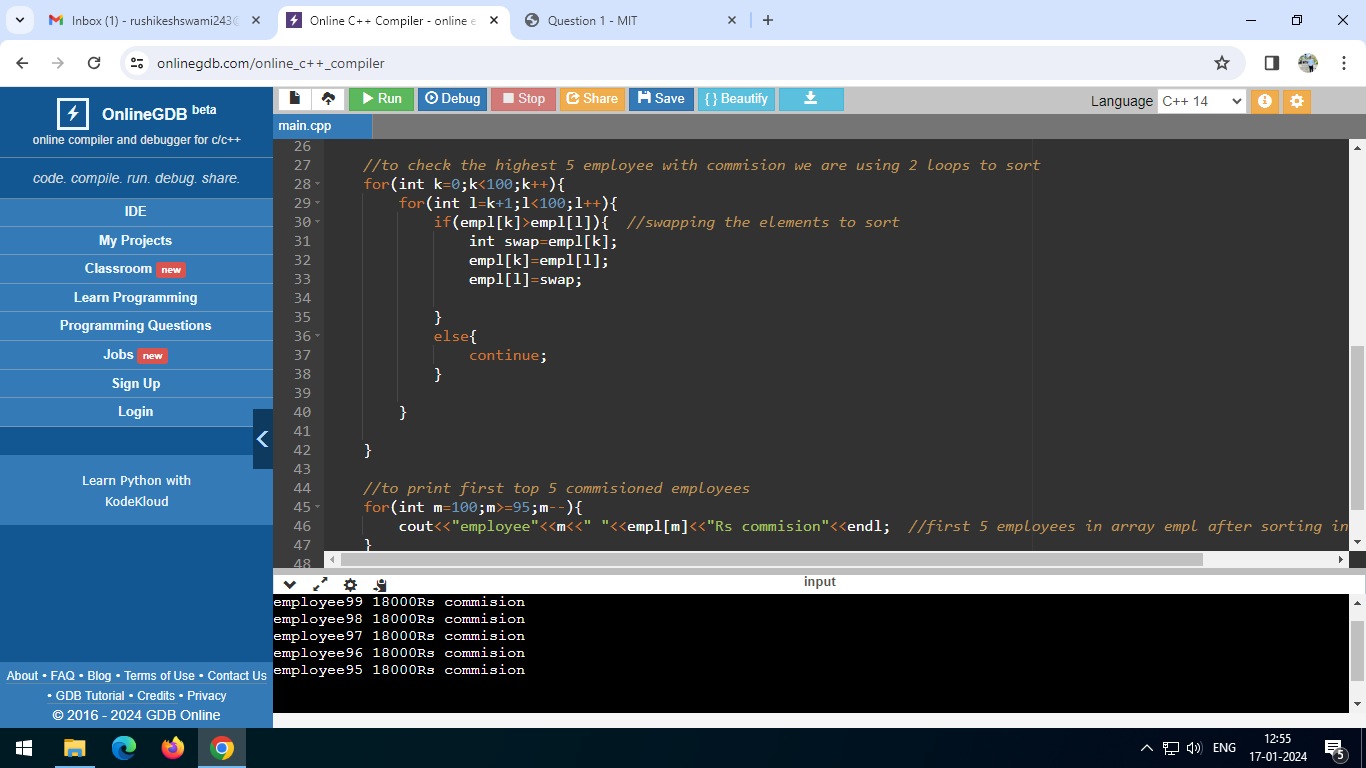 Inbox (1) - rushikeshswami243@
Online C++ Compiler - online e
Question 1 - MIT
onlinegdb.com/online_c++_compiler
OnlineGDB beta
online compiler and debugger for c/c++
code. compile. run. debug. share.
IDE
My Projects
Classroom new
Learn Programming
Programming Questions
Jobs new
Sign Up
Login
Learn Python with
KodeKloud
About • FAQ • Blog • Terms of Use • Contact Us
• GDB Tutorial • Credits • Privacy
© 2016 - 2024 GDB Online
Run Debug Stop Share Save { } Beautify
Language C++ 14
main.cpp
26
27 //to check the highest 5 employee with commision we are using 2 loops to sort
28 for(int k=0;k<100;k++){
29 for(int l=k+1;l<100;l++){
30 if(empl[k]>empl[l]){ //swapping the elements to sort
31 int swap=empl[k];
32 empl[k]=empl[l];
33 empl[l]=swap;
34
35 }
36 else{
37 continue;
38 }
39
40 }
41
42 }
43
44 //to print first top 5 commisioned employees
45 for(int m=100;m>=95;m--){
46 cout<<"employee"<<m<<" "<<empl[m]<<"Rs commision"<<endl; //first 5 employees in array empl after sorting in
47 }
48
input
employee99 18000Rs commision
employee98 18000Rs commision
employee97 18000Rs commision
employee96 18000Rs commision
employee95 18000Rs commision
ENG
12:55
17-01-2024
5